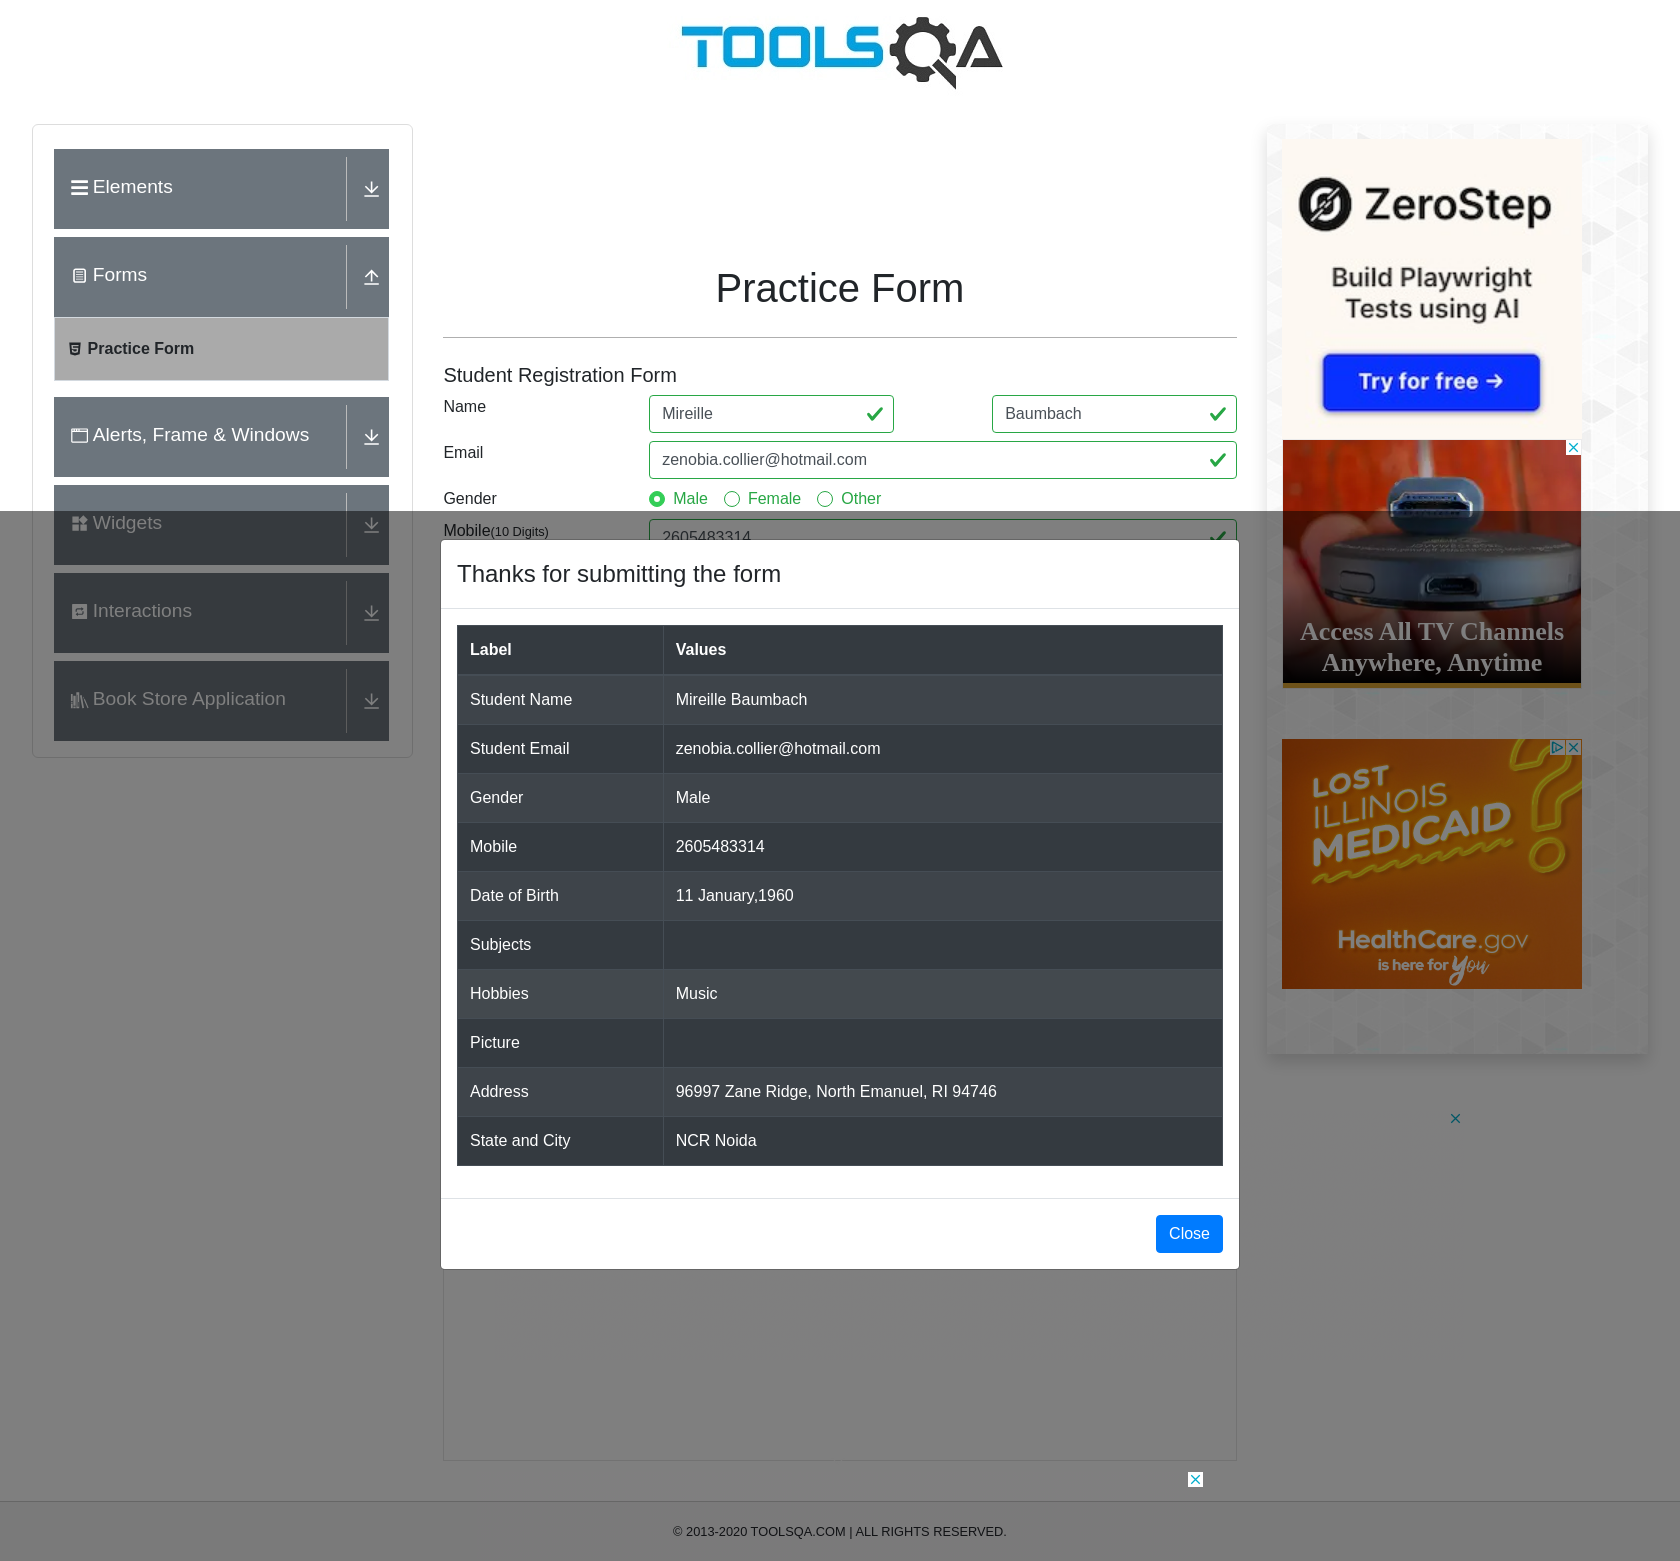 TOOLSQA
Elements
Forms
Practice Form
Alerts, Frame & Windows
Widgets
Interactions
Book Store Application
Practice Form
Student Registration Form
Name
Mireille
Baumbach
Email
zenobia.collier@hotmail.com
Gender
Male
Female
Other
Mobile(10 Digits)
2605483314
Thanks for submitting the form
Label Values
Student Name Mireille Baumbach
Student Email zenobia.collier@hotmail.com
Gender Male
Mobile 2605483314
Date of Birth 11 January,1960
Subjects
Hobbies Music
Picture
Address 96997 Zane Ridge, North Emanuel, RI 94746
State and City NCR Noida
Close
ZeroStep
Build Playwright
Tests using AI
Try for free →
Access All TV Channels
Anywhere, Anytime
LOST
ILLINOIS
MEDICAID
?
HealthCare.gov
is here for You
© 2013-2020 TOOLSQA.COM | ALL RIGHTS RESERVED.